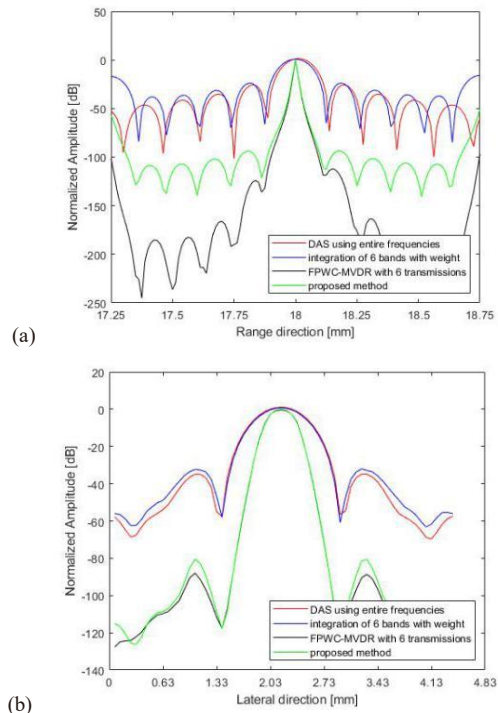 0
-50
-100
-150
-200
-250
Normalized Amplitude [dB]
DAS using entire frequencies
integration of 6 bands with weight
FPWC-MVDR with 6 transmissions
proposed method
17.25
17.5
17.75
18
18.25
18.5
18.75
Range direction [mm]
(a)
20
0
-20
-40
-60
-80
-100
-120
-140
Normalized Amplitude [dB]
DAS using entire frequencies
integration of 6 bands with weight
FPWC-MVDR with 6 transmissions
proposed method
0
0.63
1.33
2.03
2.73
3.43
4.13
4.83
Lateral direction [mm]
(b)